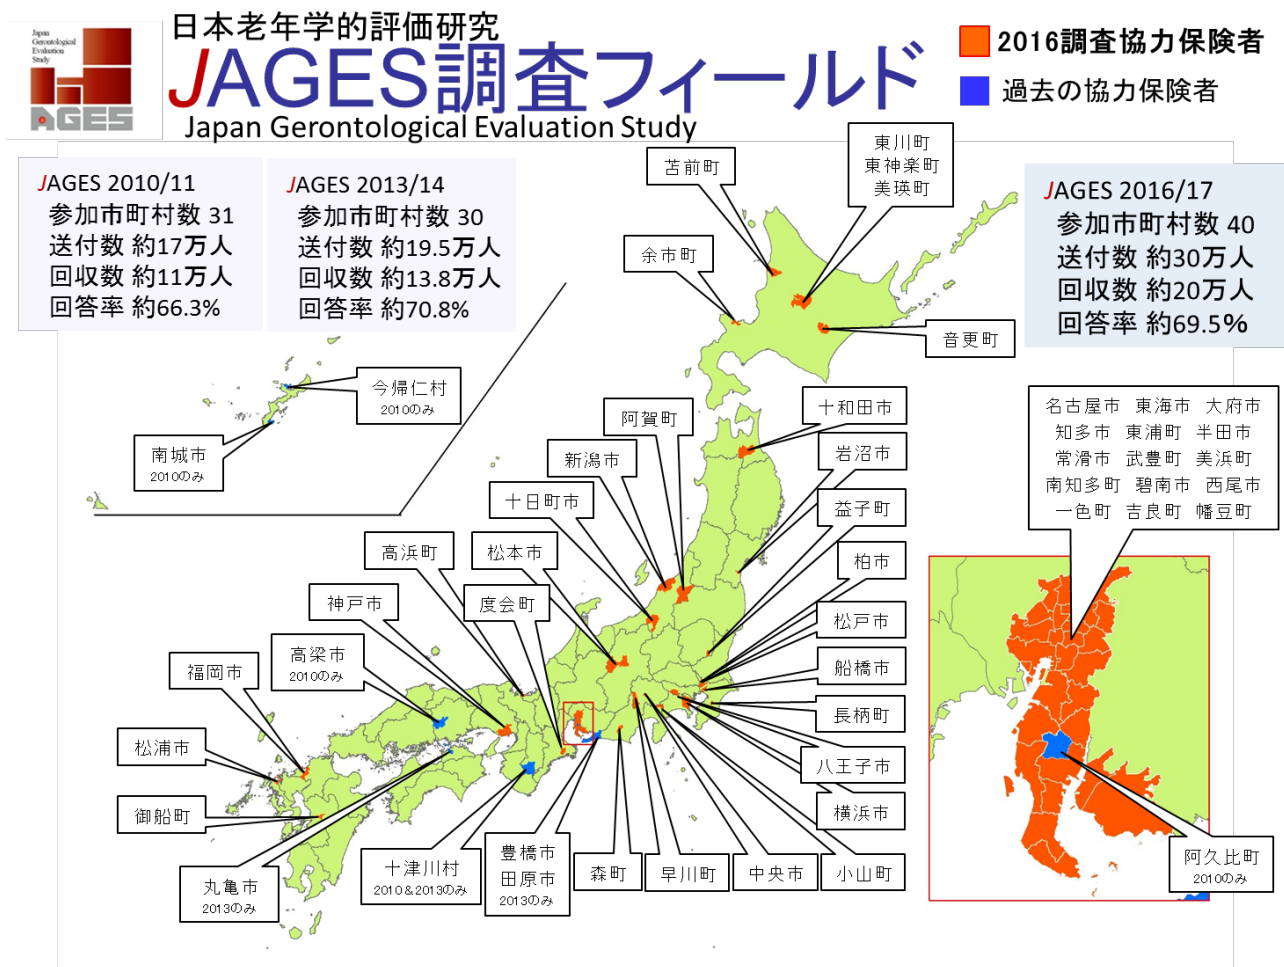 Japan
Gerontological
Evaluation
Study
AGES
日本老年学的評価研究
JAGES調査フィールド
Japan Gerontological Evaluation Study
2016調査協力保険者
過去の協力保険者
JAGES 2010/11
参加市町村数 31
送付数 約17万人
回収数 約11万人
回答率 約66.3%
JAGES 2013/14
参加市町村数 30
送付数 約19.5万人
回収数 約13.8万人
回答率 約70.8%
JAGES 2016/17
参加市町村数 40
送付数 約30万人
回収数 約20万人
回答率 約69.5%
苫前町
東川町
東神楽町
美瑛町
余市町
音更町
今帰仁村
2010のみ
南城市
2010のみ
十和田市
阿賀町
岩沼市
新潟市
十日町市
益子町
高浜町
松本市
柏市
神戸市
度会町
松戸市
高梁市
2010のみ
船橋市
福岡市
長柄町
松浦市
八王子市
御船町
横浜市
丸亀市
2013のみ
十津川村
2010&2013のみ
豊橋市
田原市
2013のみ
森町
早川町
中央市
小山町
名古屋市 東海市 大府市
知多市 東浦町 半田市
常滑市 武豊町 美浜町
南知多町 碧南市 西尾市
一色町 吉良町 幡豆町
阿久比町
2010のみ